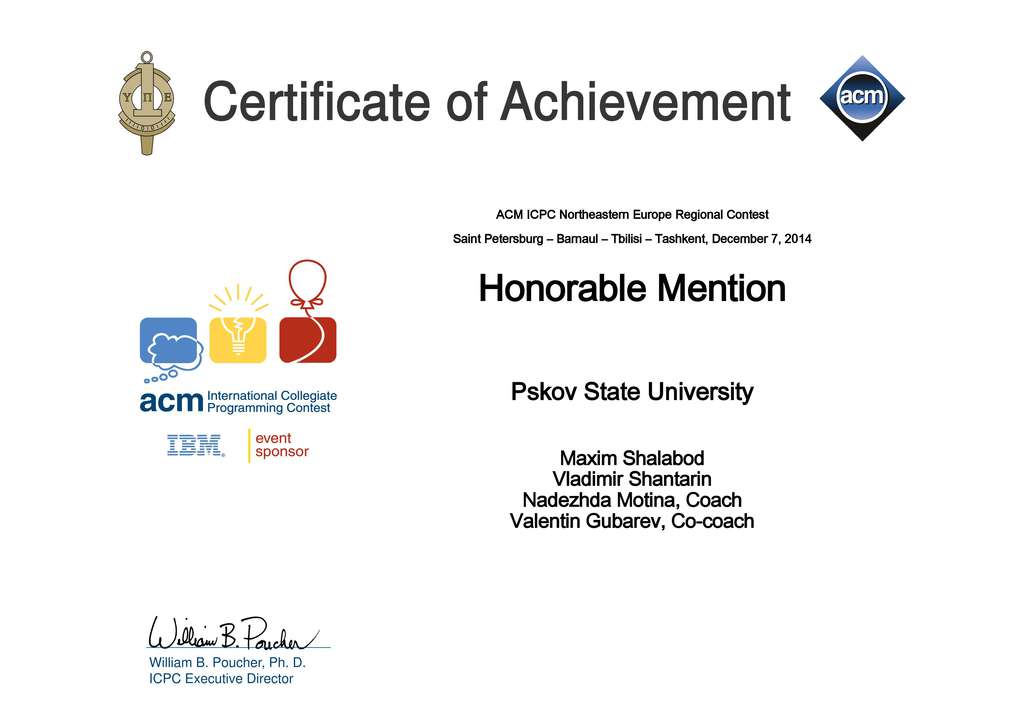 Certificate of Achievement
Υ Π Ε
acm
ACM ICPC Northeastern Europe Regional Contest
Saint Petersburg – Barnaul – Tbilisi – Tashkent, December 7, 2014
Honorable Mention
Pskov State University
Maxim Shalabod
Vladimir Shantarin
Nadezhda Motina, Coach
Valentin Gubarev, Co-coach
acm International Collegiate
Programming Contest
IBM® event
sponsor
William B. Poucher
William B. Poucher, Ph. D.
ICPC Executive Director